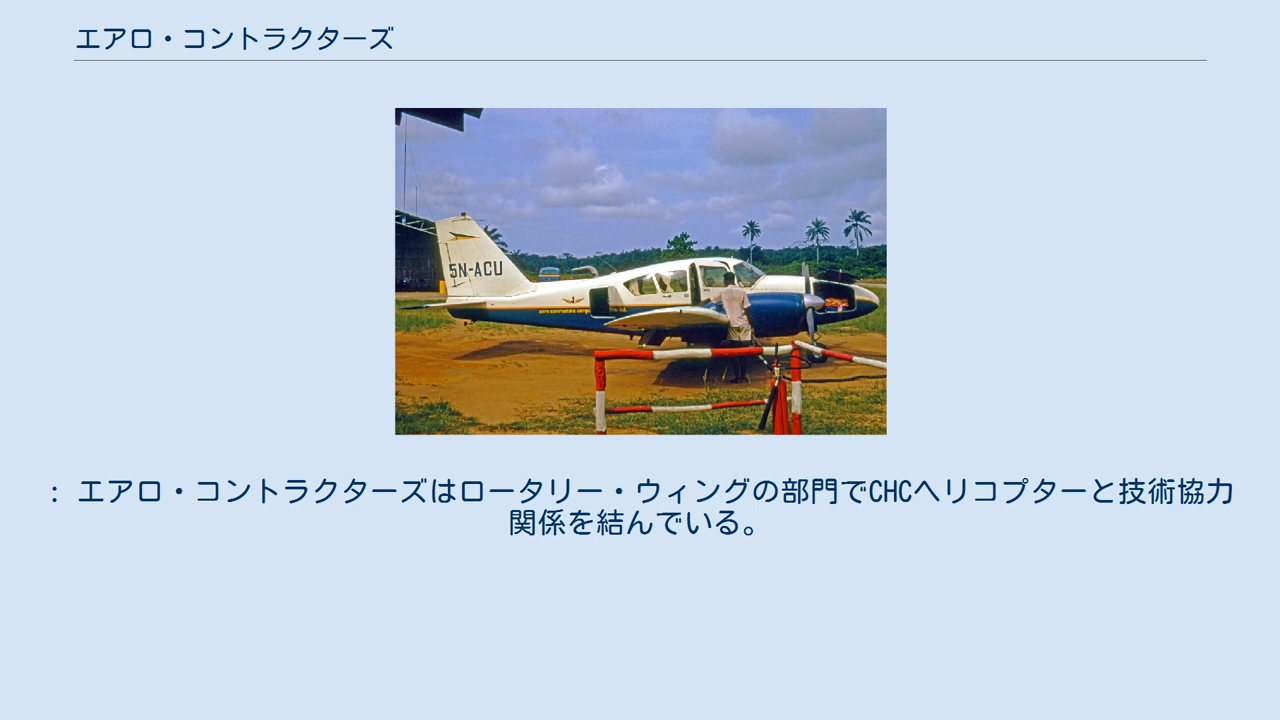 エアロ・コントラクターズ
5N-ACU
: エアロ・コントラクターズはロータリー・ウィングの部門でCHCヘリコプターと技術協力
関係を結んでいる。